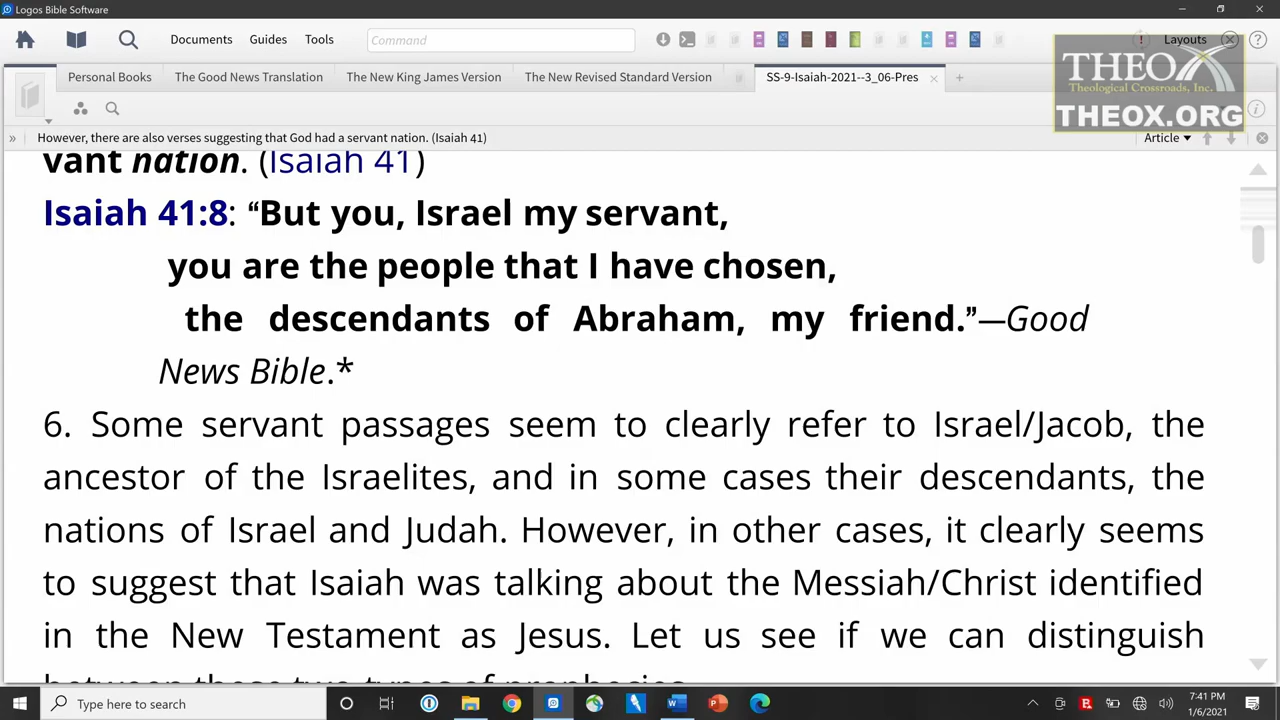 Logos Bible Software
Documents Guides Tools Command Layouts
THEOX
Theological Crossroads, Inc.
THEOX.ORG
Personal Books The Good News Translation The New King James Version The New Revised Standard Version SS-9-Isaiah-2021--3_06-Pres
However, there are also verses suggesting that God had a servant nation. (Isaiah 41) Article
vant nation. (Isaiah 41)
Isaiah 41:8: “But you, Israel my servant,
you are the people that I have chosen,
the descendants of Abraham, my friend.”—Good
News Bible.*
6. Some servant passages seem to clearly refer to Israel/Jacob, the
ancestor of the Israelites, and in some cases their descendants, the
nations of Israel and Judah. However, in other cases, it clearly seems
to suggest that Isaiah was talking about the Messiah/Christ identified
in the New Testament as Jesus. Let us see if we can distinguish
between these two types of prophecies.
Type here to search
7:41 PM
1/6/2021